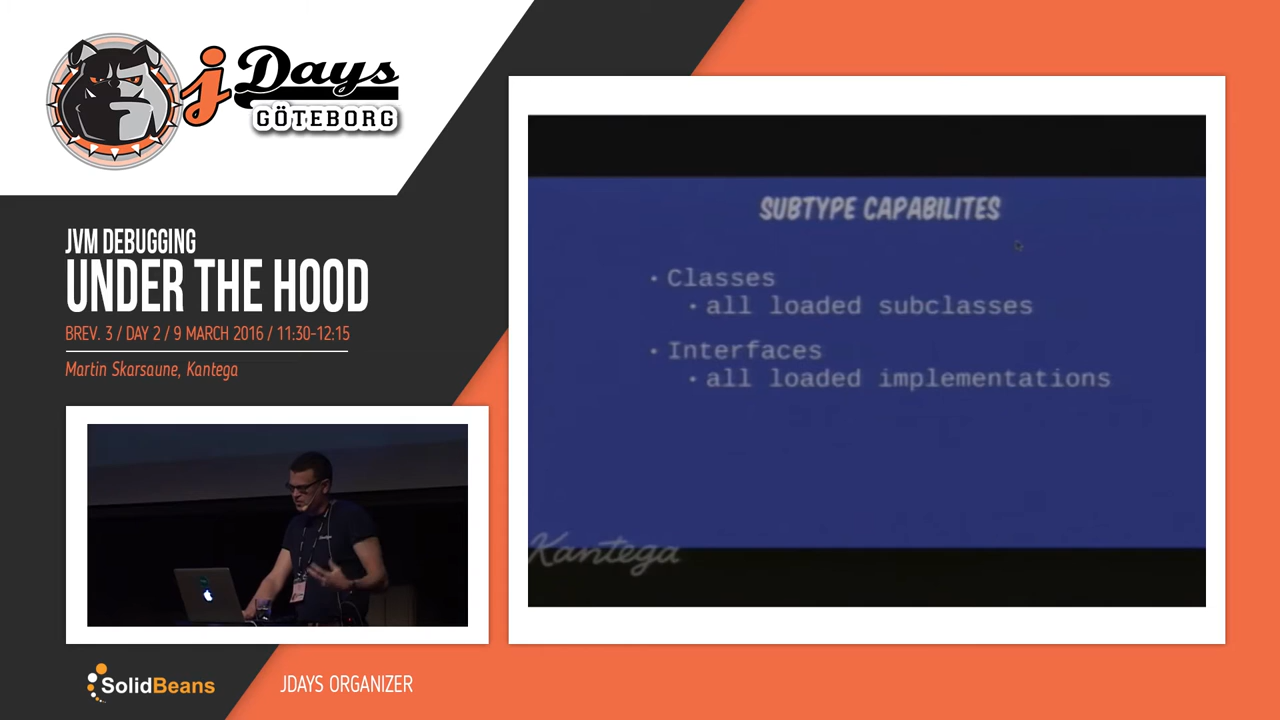 jDays
GÖTEBORG
JVM DEBUGGING
UNDER THE HOOD
BREV. 3 / DAY 2 / 9 MARCH 2016 / 11:30-12:15
Martin Skarsaune, Kantega
SUBTYPE CAPABILITES
• Classes
• all loaded subclasses
• Interfaces
• all loaded implementations
Kantega
SolidBeans
JDAYS ORGANIZER